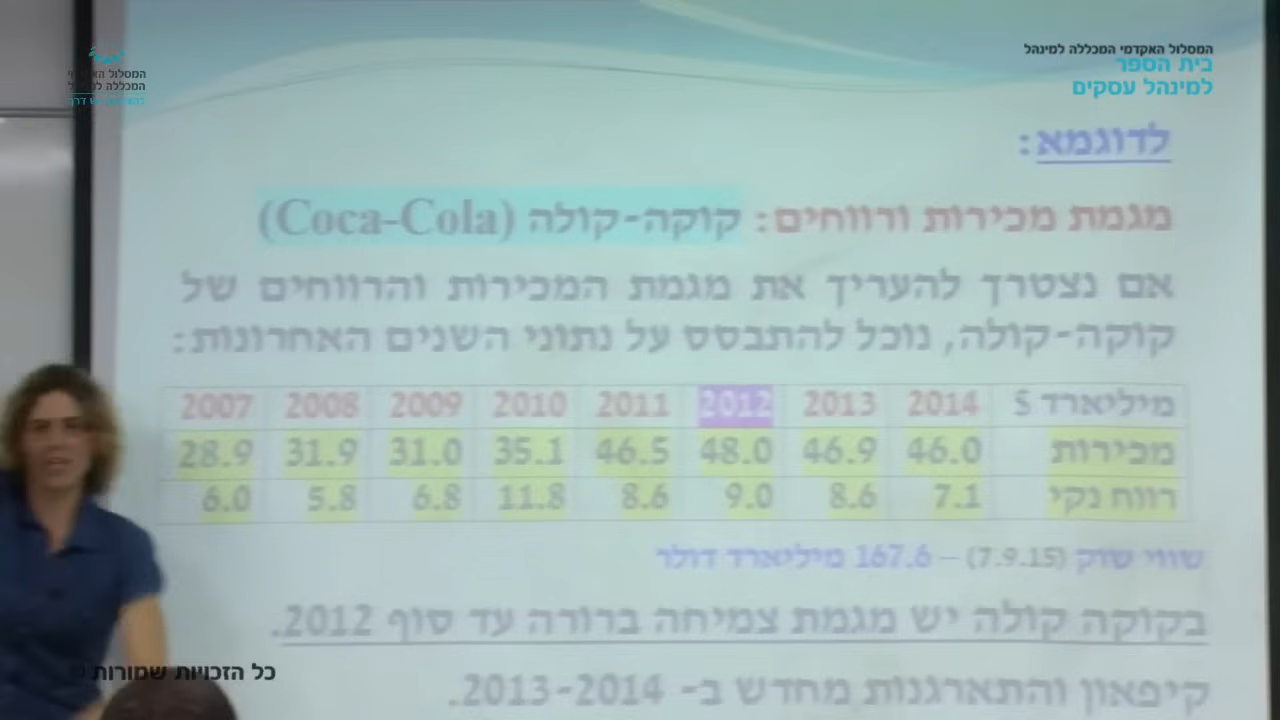 המסלול האקדמי המכללה למינהל
בית הספר
למינהל עסקים
לדוגמא:
מגמת מכירות ורווחים: קוקה-קולה (Coca-Cola)
אם נצטרך להעריך את מגמת המכירות והרווחים של
קוקה-קולה, נוכל להתבסס על נתוני השנים האחרונות:
מיליארד $ 2014 2013 2012 2011 2010 2009 2008 2007
מכירות 46.0 46.9 48.0 46.5 35.1 31.0 31.9 28.9
רווח נקי 7.1 8.6 9.0 8.6 11.8 6.8 5.8 6.0
שווי שוק (7.9.15) – 167.6 מיליארד דולר
בקוקה קולה יש מגמת צמיחה ברורה עד סוף 2012.
קיפאון והתארגנות מחדש ב- 2013-2014.
כל הזכויות שמורות ©